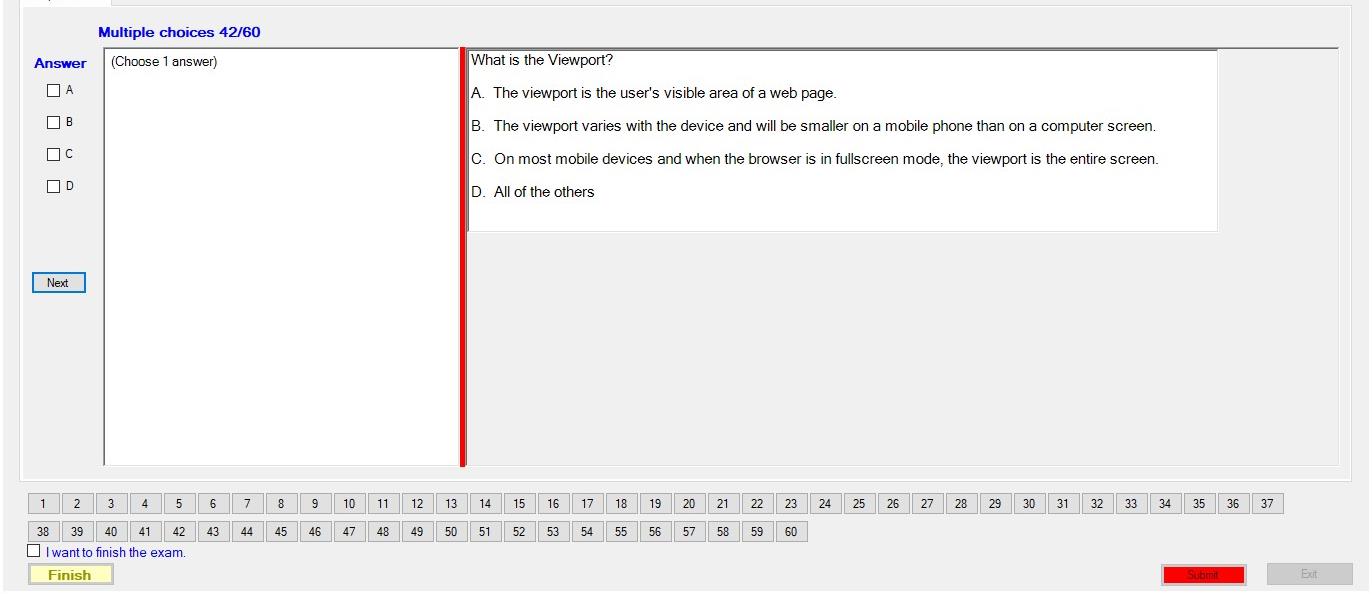 Multiple choices 42/60
Answer
(Choose 1 answer)
A
B
C
D
Next
What is the Viewport?
A. The viewport is the user's visible area of a web page.
B. The viewport varies with the device and will be smaller on a mobile phone than on a computer screen.
C. On most mobile devices and when the browser is in fullscreen mode, the viewport is the entire screen.
D. All of the others
1 2 3 4 5 6 7 8 9 10 11 12 13 14 15 16 17 18 19 20 21 22 23 24 25 26 27 28 29 30 31 32 33 34 35 36 37
38 39 40 41 42 43 44 45 46 47 48 49 50 51 52 53 54 55 56 57 58 59 60
I want to finish the exam.
Finish
Submit
Exit